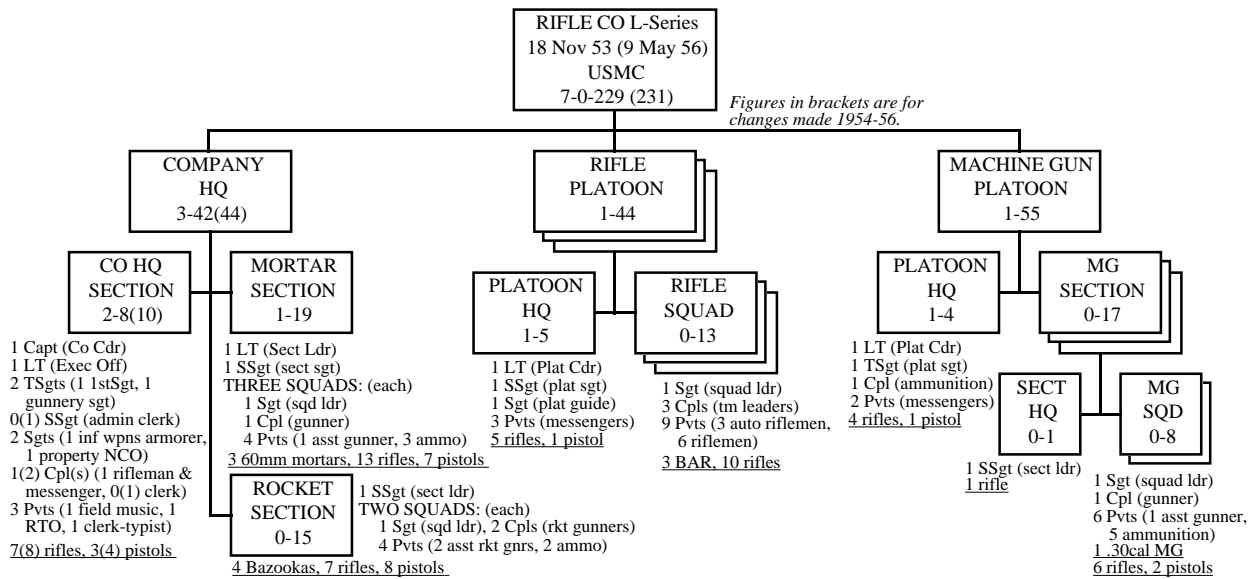 RIFLE CO L-Series
18 Nov 53 (9 May 56)
USMC
7-0-229 (231)
Figures in brackets are for
changes made 1954-56.
COMPANY
HQ
3-42(44)
RIFLE
PLATOON
1-44
MACHINE GUN
PLATOON
1-55
CO HQ
SECTION
2-8(10)
1 Capt (Co Cdr)
1 LT (Exec Off)
2 TSgts (1 1stSgt, 1
gunnery sgt)
0(1) SSgt (admin clerk)
2 Sgts (1 inf wpns armorer,
1 property NCO)
1(2) Cpl(s) (1 rifleman &
messenger, 0(1) clerk)
3 Pvts (1 field music, 1
RTO, 1 clerk-typist)
7(8) rifles, 3(4) pistols
MORTAR
SECTION
1-19
1 LT (Sect Ldr)
1 SSgt (sect sgt)
THREE SQUADS: (each)
1 Sgt (sqd ldr)
1 Cpl (gunner)
4 Pvts (1 asst gunner, 3 ammo)
3 60mm mortars, 13 rifles, 7 pistols
ROCKET
SECTION
0-15
1 SSgt (sect ldr)
TWO SQUADS: (each)
1 Sgt (sqd ldr), 2 Cpls (rkt gunners)
4 Pvts (2 asst rkt gnrs, 2 ammo)
4 Bazookas, 7 rifles, 8 pistols
PLATOON
HQ
1-5
1 LT (Plat Cdr)
1 SSgt (plat sgt)
1 Sgt (plat guide)
3 Pvts (messengers)
5 rifles, 1 pistol
RIFLE
SQUAD
0-13
1 Sgt (squad ldr)
3 Cpls (tm leaders)
9 Pvts (3 auto riflemen,
6 riflemen)
3 BAR, 10 rifles
PLATOON
HQ
1-4
1 LT (Plat Cdr)
1 TSgt (plat sgt)
1 Cpl (ammunition)
2 Pvts (messengers)
4 rifles, 1 pistol
MG
SECTION
0-17
SECT
HQ
0-1
1 SSgt (sect ldr)
1 rifle
MG
SQD
0-8
1 Sgt (squad ldr)
1 Cpl (gunner)
6 Pvts (1 asst gunner,
5 ammunition)
1 .30cal MG
6 rifles, 2 pistols